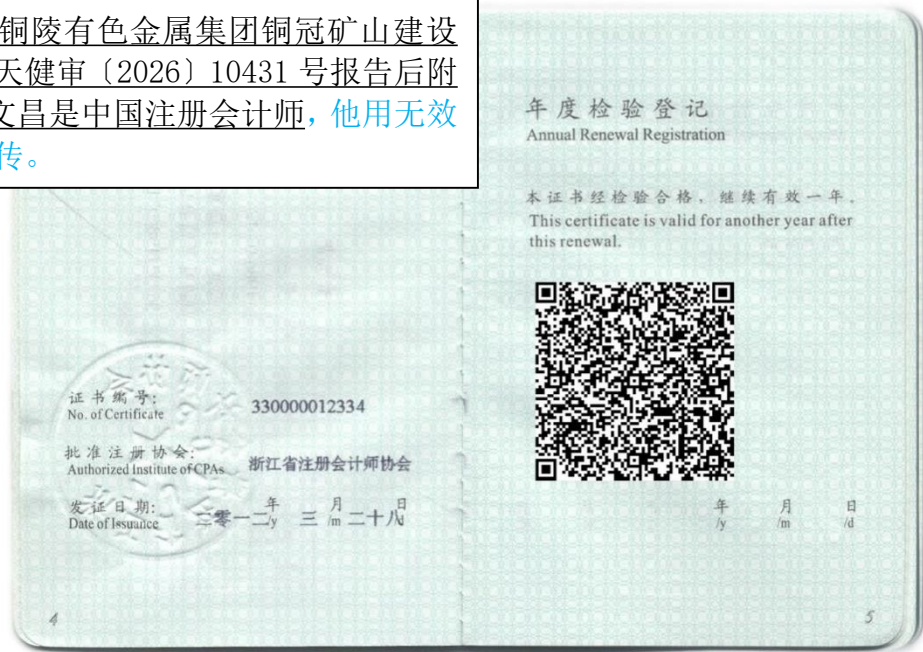 铜陵有色金属集团铜冠矿山建设
天健审〔2026〕10431 号报告后附
文昌是中国注册会计师，他用无效
传。
年度检验登记
Annual Renewal Registration
本证书经检验合格，继续有效一年。
This certificate is valid for another year after
this renewal.
证书编号:
No. of Certificate
330000012334
批准注册协会:
Authorized Institute of CPAs
浙江省注册会计师协会
发证日期:
Date of Issuance
二零一二 年/y 三 月/m 二十八 日/d
年 月 日
/y /m /d
4
5